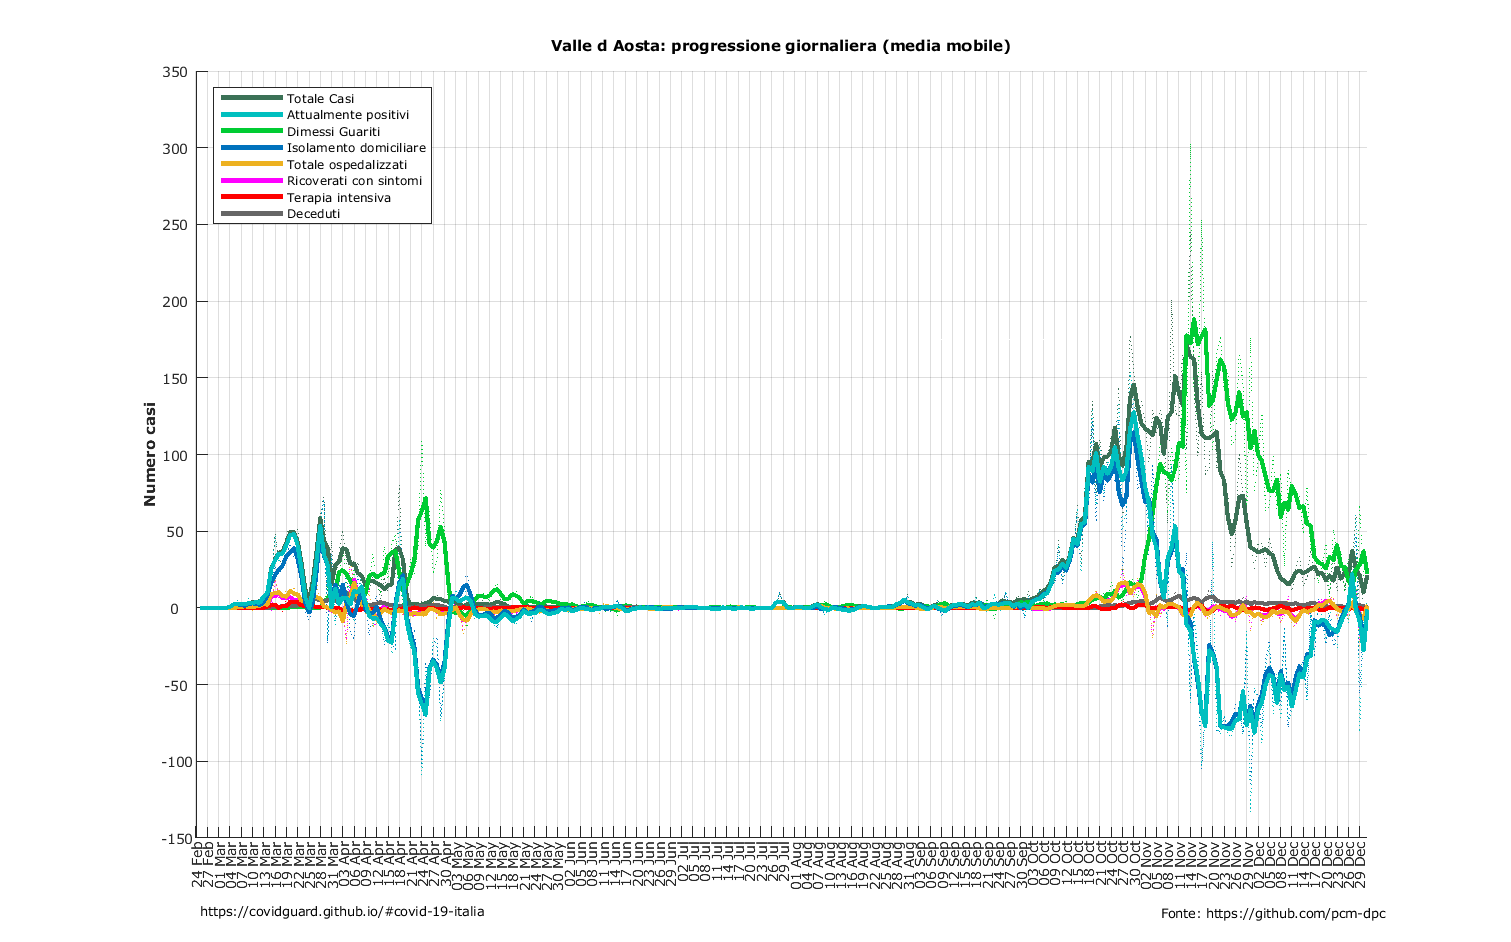 Valle d Aosta: progressione giornaliera (media mobile)
350
300
250
200
150
100
50
0
-50
-100
-150
Numero casi
Totale Casi
Attualmente positivi
Dimessi Guariti
Isolamento domiciliare
Totale ospedalizzati
Ricoverati con sintomi
Terapia intensiva
Deceduti
24 Feb
27 Feb
01 Mar
04 Mar
07 Mar
10 Mar
13 Mar
16 Mar
19 Mar
22 Mar
25 Mar
28 Mar
31 Mar
03 Apr
06 Apr
09 Apr
12 Apr
15 Apr
18 Apr
21 Apr
24 Apr
27 Apr
30 Apr
03 May
06 May
09 May
12 May
15 May
18 May
21 May
24 May
27 May
30 May
02 Jun
05 Jun
08 Jun
11 Jun
14 Jun
17 Jun
20 Jun
23 Jun
26 Jun
29 Jun
02 Jul
05 Jul
08 Jul
11 Jul
14 Jul
17 Jul
20 Jul
23 Jul
26 Jul
29 Jul
01 Aug
04 Aug
07 Aug
10 Aug
13 Aug
16 Aug
19 Aug
22 Aug
25 Aug
28 Aug
31 Aug
03 Sep
06 Sep
09 Sep
12 Sep
15 Sep
18 Sep
21 Sep
24 Sep
27 Sep
30 Sep
03 Oct
06 Oct
09 Oct
12 Oct
15 Oct
18 Oct
21 Oct
24 Oct
27 Oct
30 Oct
02 Nov
05 Nov
08 Nov
11 Nov
14 Nov
17 Nov
20 Nov
23 Nov
26 Nov
29 Nov
02 Dec
05 Dec
08 Dec
11 Dec
14 Dec
17 Dec
20 Dec
23 Dec
26 Dec
29 Dec
https://covidguard.github.io/#covid-19-italia
Fonte: https://github.com/pcm-dpc